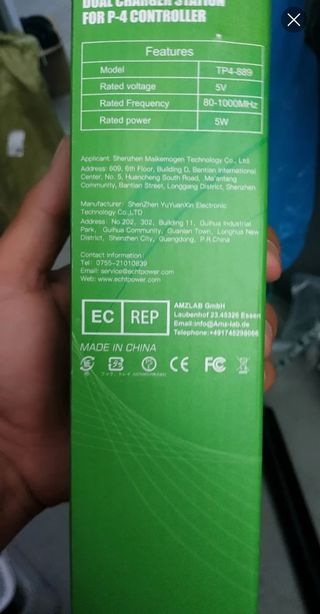 DUAL CHARGER STATION
FOR P-4 CONTROLLER
Features
Model TP4-889
Rated voltage 5V
Rated Frequency 80-1000MHz
Rated power 5W
Applicant: Shenzhen Maikemogen Technology Co., Ltd
Address: 609, 6th Floor, Building D, Bantian International
Center, No. 5, Huancheng South Road, Ma'antang
Community, Bantian Street, Longgang District, Shenzhen
Manufacturer: ShenZhen YuYuanXin Electronic
Technology Co.,LTD
Address: No.202, 302, Building 11, Guihua Industrial
Park, Guihua Community, Guanlan Town, Longhua New
District, Shenzhen City, Guangdong, P.R.China
Contact information:
Tel: 0755-21010839
Email: service@echtpower.com
Web: www.echtpower.com
EC REP
AMZLAB GmbH
Laubenhof 23,45326 Essen
Email:info@Amz-lab.de
Telephone:+491745298066
MADE IN CHINA
CE FC